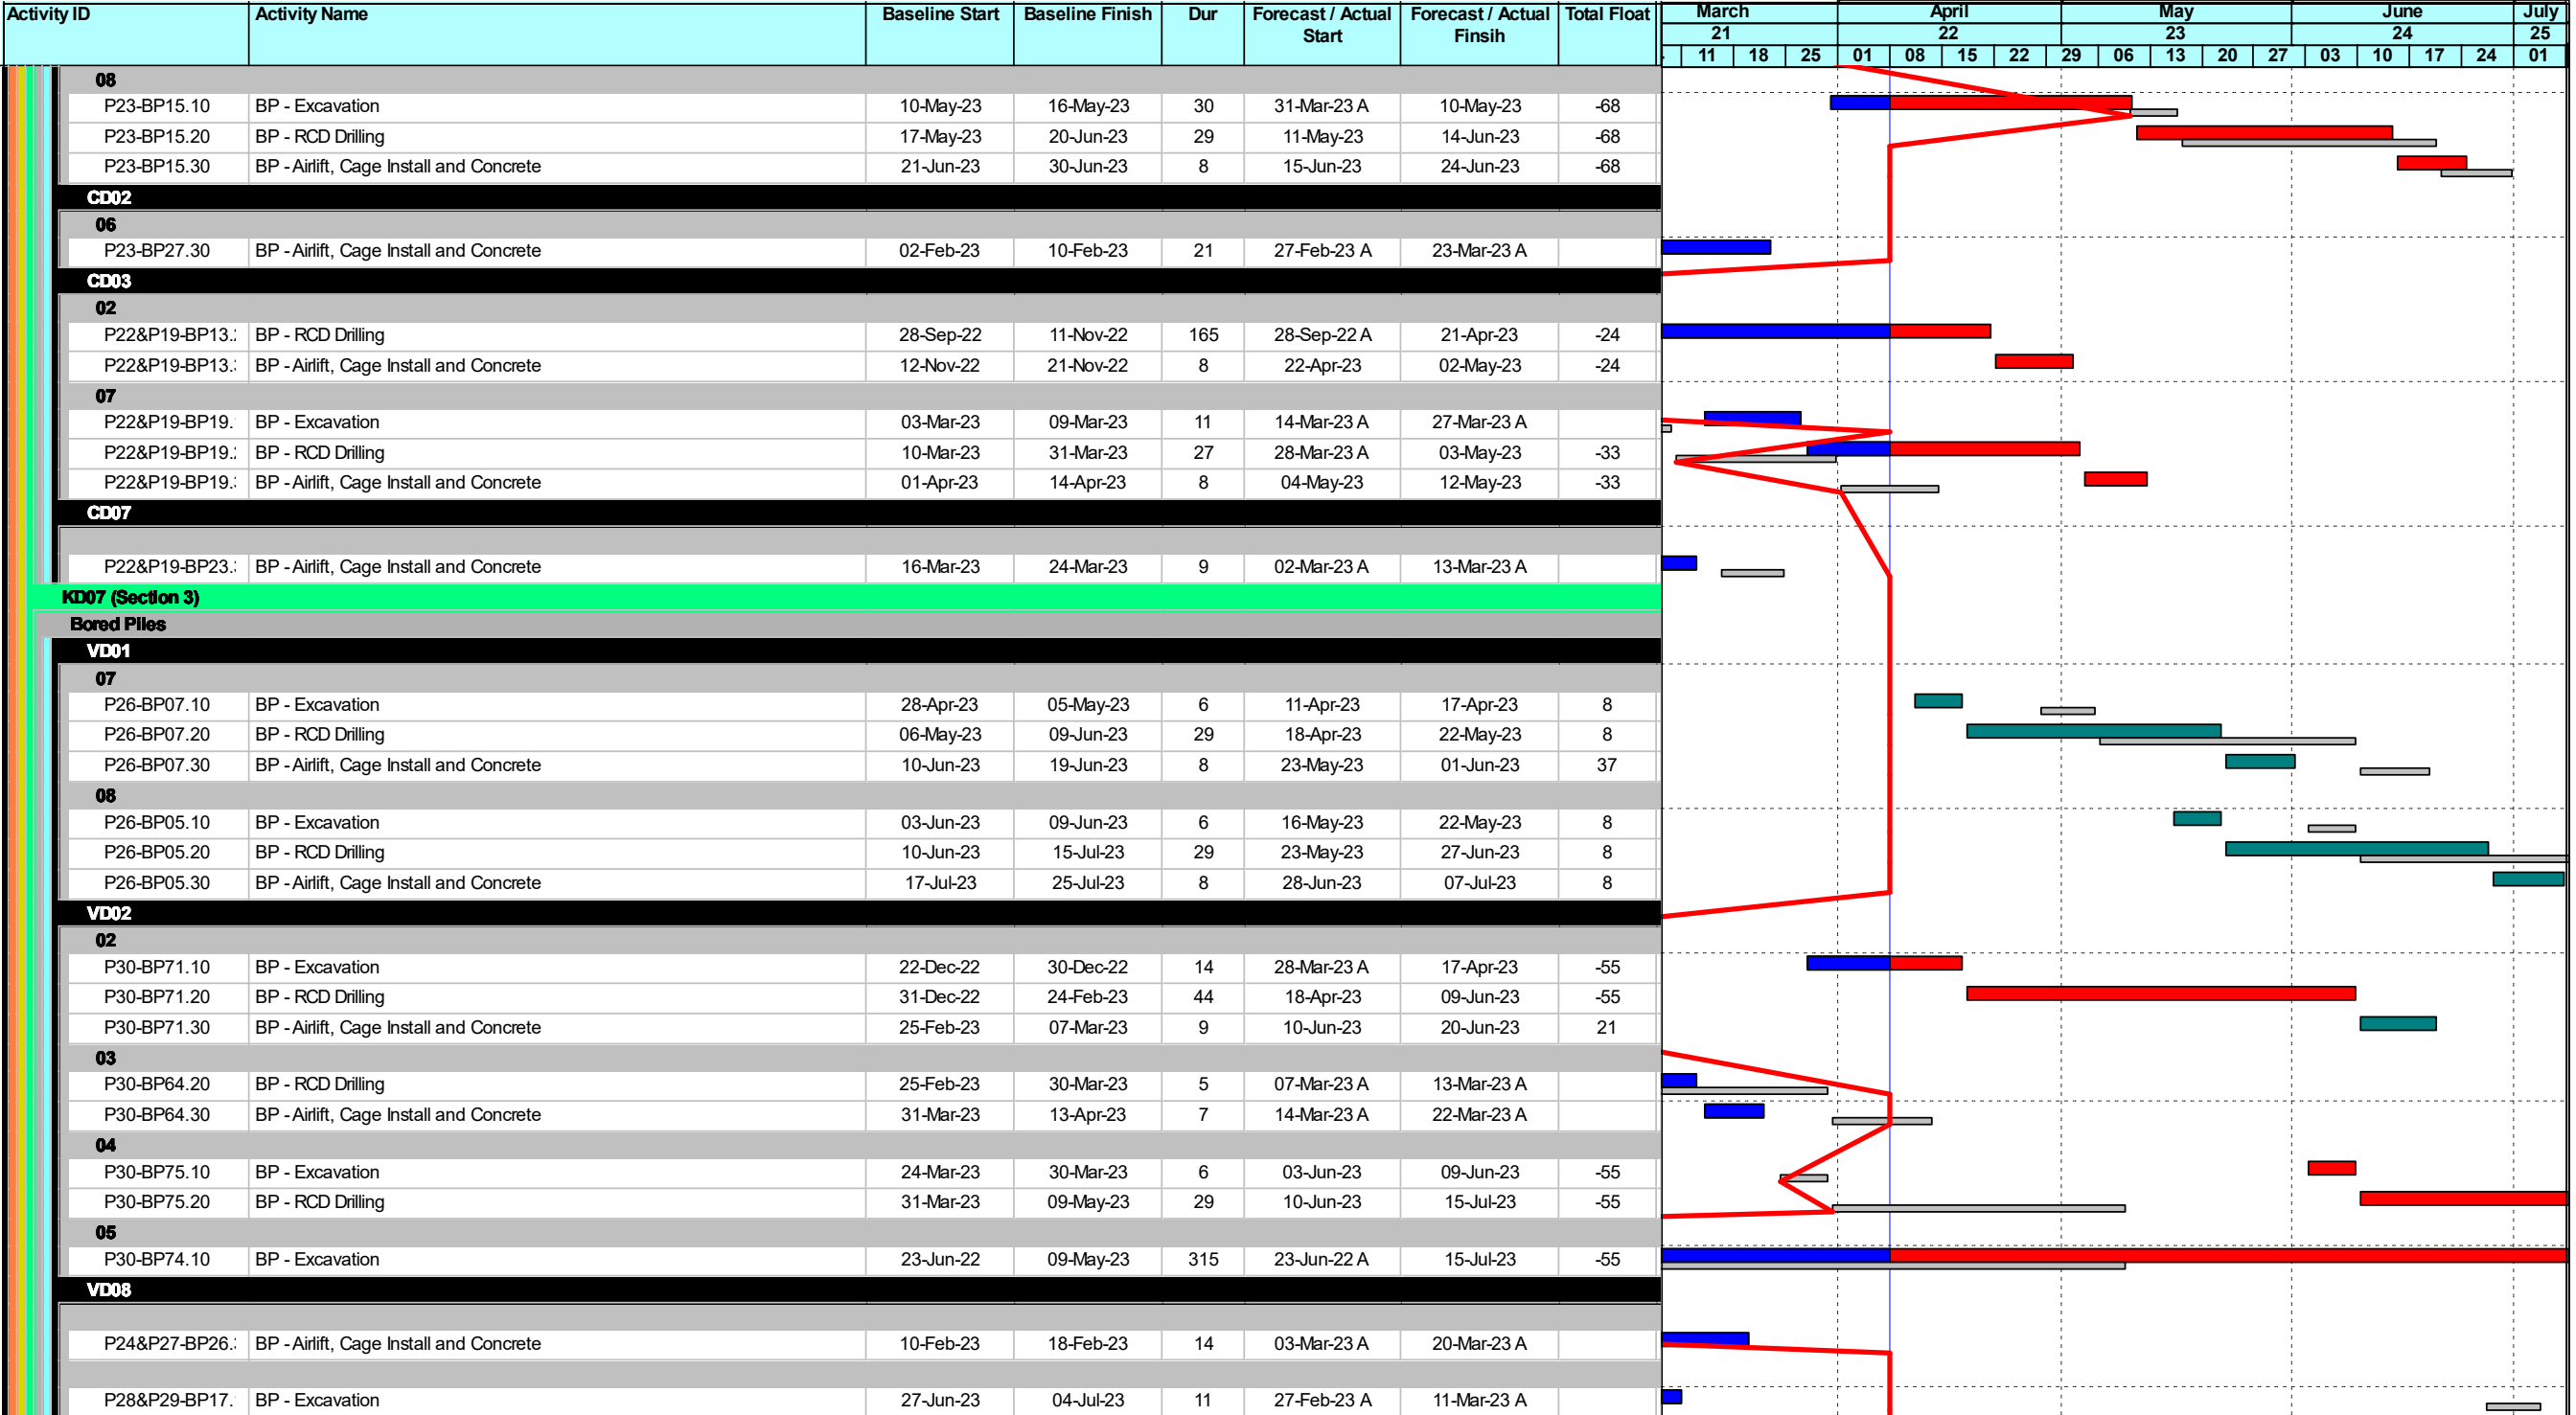 Activity ID Activity Name Baseline Start Baseline Finish Dur Forecast / Actual Start Forecast / Actual Finsih Total Float March April May June July
21 22 23 24 25
11 18 25 01 08 15 22 29 06 13 20 27 03 10 17 24 01
08
P23-BP15.10 BP - Excavation 10-May-23 16-May-23 30 31-Mar-23 A 10-May-23 -68
P23-BP15.20 BP - RCD Drilling 17-May-23 20-Jun-23 29 11-May-23 14-Jun-23 -68
P23-BP15.30 BP - Airlift, Cage Install and Concrete 21-Jun-23 30-Jun-23 8 15-Jun-23 24-Jun-23 -68
CD02
06
P23-BP27.30 BP - Airlift, Cage Install and Concrete 02-Feb-23 10-Feb-23 21 27-Feb-23 A 23-Mar-23 A
CD03
02
P22&P19-BP13. BP - RCD Drilling 28-Sep-22 11-Nov-22 165 28-Sep-22 A 21-Apr-23 -24
P22&P19-BP13. BP - Airlift, Cage Install and Concrete 12-Nov-22 21-Nov-22 8 22-Apr-23 02-May-23 -24
07
P22&P19-BP19. BP - Excavation 03-Mar-23 09-Mar-23 11 14-Mar-23 A 27-Mar-23 A
P22&P19-BP19. BP - RCD Drilling 10-Mar-23 31-Mar-23 27 28-Mar-23 A 03-May-23 -33
P22&P19-BP19. BP - Airlift, Cage Install and Concrete 01-Apr-23 14-Apr-23 8 04-May-23 12-May-23 -33
CD07
P22&P19-BP23. BP - Airlift, Cage Install and Concrete 16-Mar-23 24-Mar-23 9 02-Mar-23 A 13-Mar-23 A
KD07 (Section 3)
Bored Piles
VD01
07
P26-BP07.10 BP - Excavation 28-Apr-23 05-May-23 6 11-Apr-23 17-Apr-23 8
P26-BP07.20 BP - RCD Drilling 06-May-23 09-Jun-23 29 18-Apr-23 22-May-23 8
P26-BP07.30 BP - Airlift, Cage Install and Concrete 10-Jun-23 19-Jun-23 8 23-May-23 01-Jun-23 37
08
P26-BP05.10 BP - Excavation 03-Jun-23 09-Jun-23 6 16-May-23 22-May-23 8
P26-BP05.20 BP - RCD Drilling 10-Jun-23 15-Jul-23 29 23-May-23 27-Jun-23 8
P26-BP05.30 BP - Airlift, Cage Install and Concrete 17-Jul-23 25-Jul-23 8 28-Jun-23 07-Jul-23 8
VD02
02
P30-BP71.10 BP - Excavation 22-Dec-22 30-Dec-22 14 28-Mar-23 A 17-Apr-23 -55
P30-BP71.20 BP - RCD Drilling 31-Dec-22 24-Feb-23 44 18-Apr-23 09-Jun-23 -55
P30-BP71.30 BP - Airlift, Cage Install and Concrete 25-Feb-23 07-Mar-23 9 10-Jun-23 20-Jun-23 21
03
P30-BP64.20 BP - RCD Drilling 25-Feb-23 30-Mar-23 5 07-Mar-23 A 13-Mar-23 A
P30-BP64.30 BP - Airlift, Cage Install and Concrete 31-Mar-23 13-Apr-23 7 14-Mar-23 A 22-Mar-23 A
04
P30-BP75.10 BP - Excavation 24-Mar-23 30-Mar-23 6 03-Jun-23 09-Jun-23 -55
P30-BP75.20 BP - RCD Drilling 31-Mar-23 09-May-23 29 10-Jun-23 15-Jul-23 -55
05
P30-BP74.10 BP - Excavation 23-Jun-22 09-May-23 315 23-Jun-22 A 15-Jul-23 -55
VD08
P24&P27-BP26. BP - Airlift, Cage Install and Concrete 10-Feb-23 18-Feb-23 14 03-Mar-23 A 20-Mar-23 A
P28&P29-BP17. BP - Excavation 27-Jun-23 04-Jul-23 11 27-Feb-23 A 11-Mar-23 A